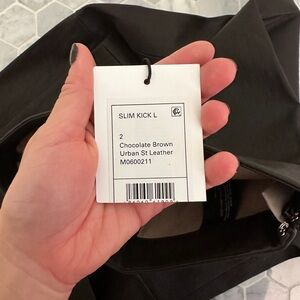 SLIM KICK L
2
Chocolate Brown
Urban St Leather
M0600211